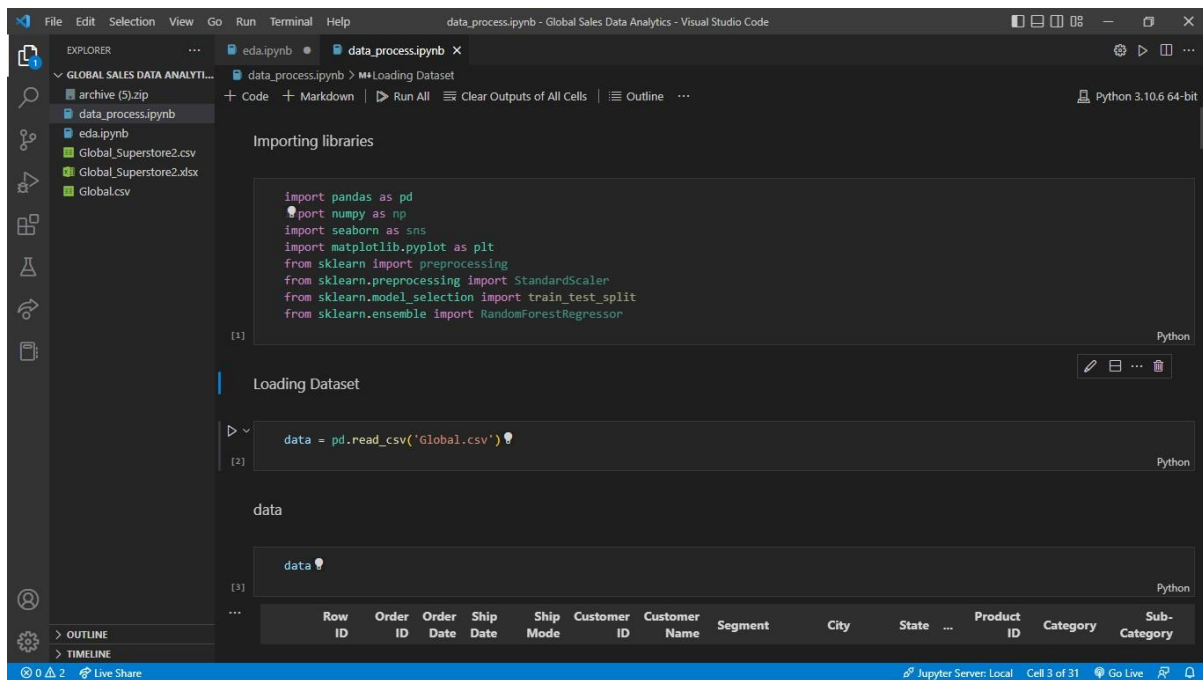 File Edit Selection View Go Run Terminal Help data_process.ipynb - Global Sales Data Analytics - Visual Studio Code
EXPLORER ...
GLOBAL SALES DATA ANALYTI...
archive (5).zip
data_process.ipynb
eda.ipynb
Global_Superstore2.csv
Global_Superstore2.xlsx
Global.csv
OUTLINE
TIMELINE
eda.ipynb data_process.ipynb
data_process.ipynb > M+Loading Dataset
+ Code + Markdown | Run All Clear Outputs of All Cells | Outline ... Python 3.10.6 64-bit
Importing libraries
import pandas as pd
port numpy as np
import seaborn as sns
import matplotlib.pyplot as plt
from sklearn import preprocessing
from sklearn.preprocessing import StandardScaler
from sklearn.model_selection import train_test_split
from sklearn.ensemble import RandomForestRegressor
[1] Python
Loading Dataset
data = pd.read_csv('Global.csv')
[2] Python
data
data
[3] Python
... Row ID Order ID Order Date Ship Date Ship Mode Customer ID Customer Name Segment City State ... Product ID Category Sub-Category
0 2 Live Share Jupyter Server: Local Cell 3 of 31 Go Live
1